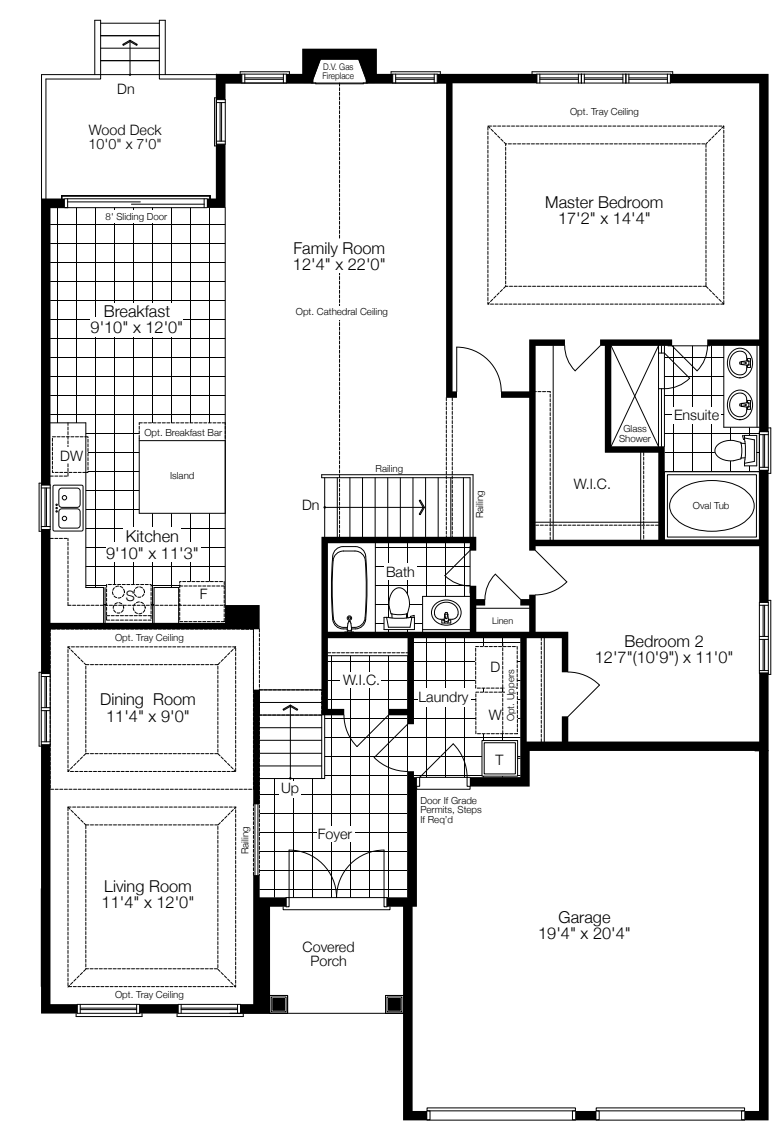 D.V. Gas
Fireplace
Dn
Wood Deck
10'0" x 7'0"
Opt. Tray Ceiling
Master Bedroom
17'2" x 14'4"
8' Sliding Door
Family Room
12'4" x 22'0"
Breakfast
9'10" x 12'0"
Opt. Cathedral Ceiling
Ensuite
Glass
Shower
Opt. Breakfast Bar
DW
Island
Railing
W.I.C.
Oval Tub
Dn
Railing
Kitchen
9'10" x 11'3"
Bath
S
F
Linen
Opt. Tray Ceiling
Bedroom 2
12'7"(10'9") x 11'0"
W.I.C.
Laundry
D
W
Opt. Uppers
Dining Room
11'4" x 9'0"
T
Up
Door If Grade
Permits, Steps
If Req'd
Foyer
Railing
Living Room
11'4" x 12'0"
Garage
19'4" x 20'4"
Covered
Porch
Opt. Tray Ceiling